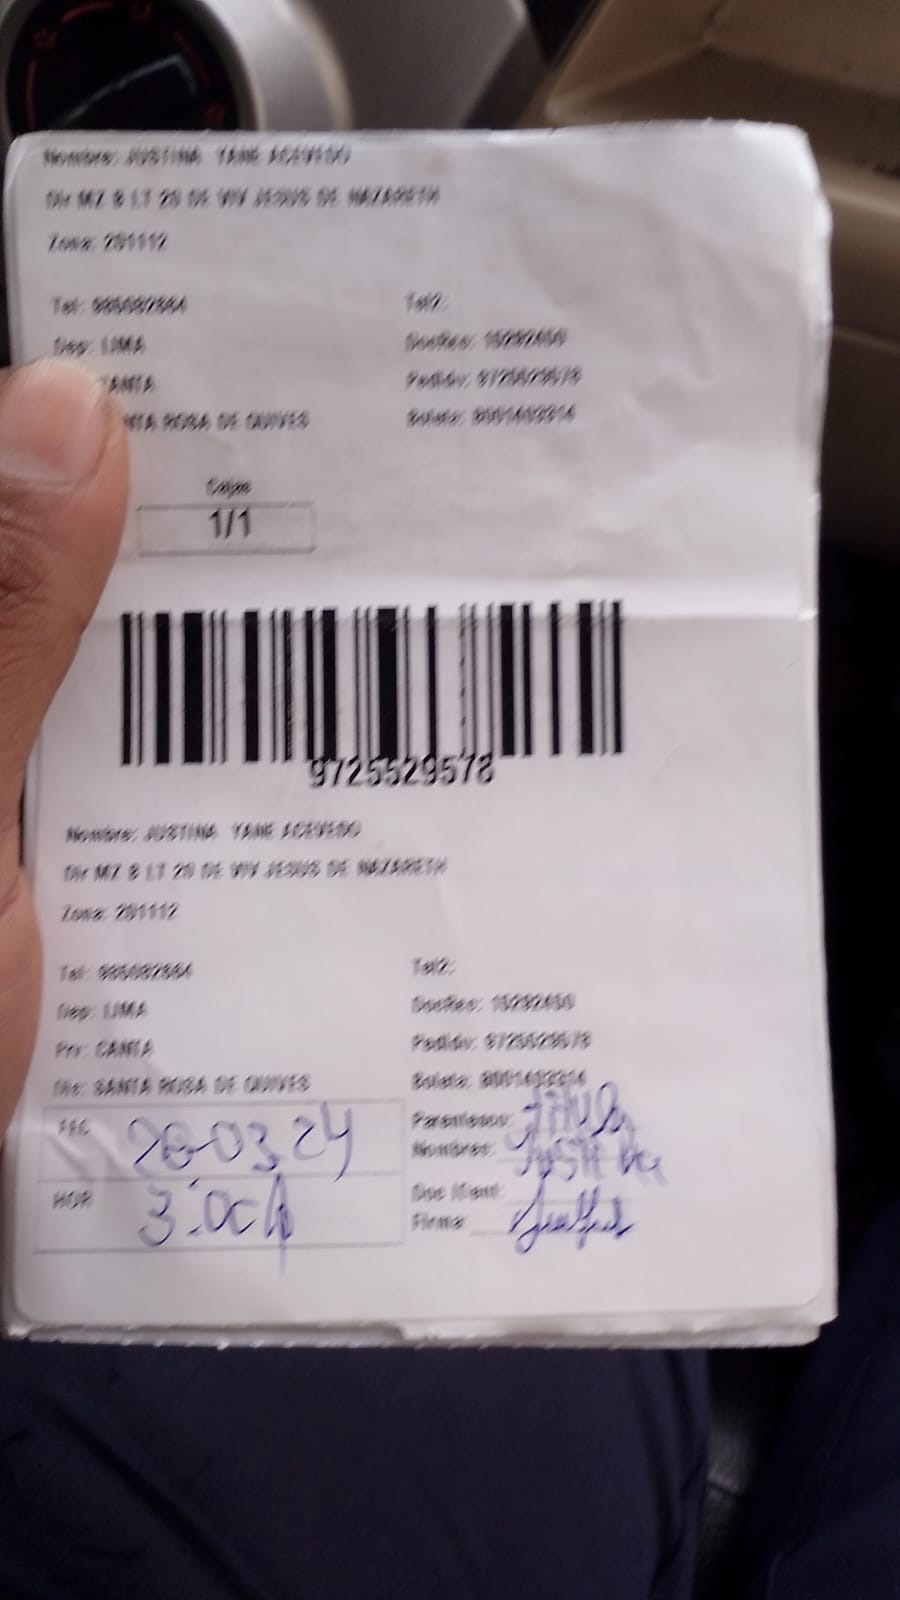 Nombre: JUSTINA YANE ACEVEDO
Dir MZ B LT 20 DE VIV JESUS DE NAZARETH
Zona: 201112
Tel: Tel2:
Dep: LIMA DocRec: 15292450
CANTA Pedido: 9725529578
NTA ROSA DE QUIVES Boleta:
Cajas
1/1
9725529578
Nombre: JUSTINA YANE ACEVEDO
Dir MZ B LT 20 DE VIV JESUS DE NAZARETH
Zona: 201112
Tel: Tel2:
Dep: LIMA DocRec: 15292450
Prv: CANTA Pedido: 9725529578
Dis: SANTA ROSA DE QUIVES Boleta:
FEC 26-03 24 Parentesco:
Nombres:
HOR 3:00 Doc Ident:
Firma: